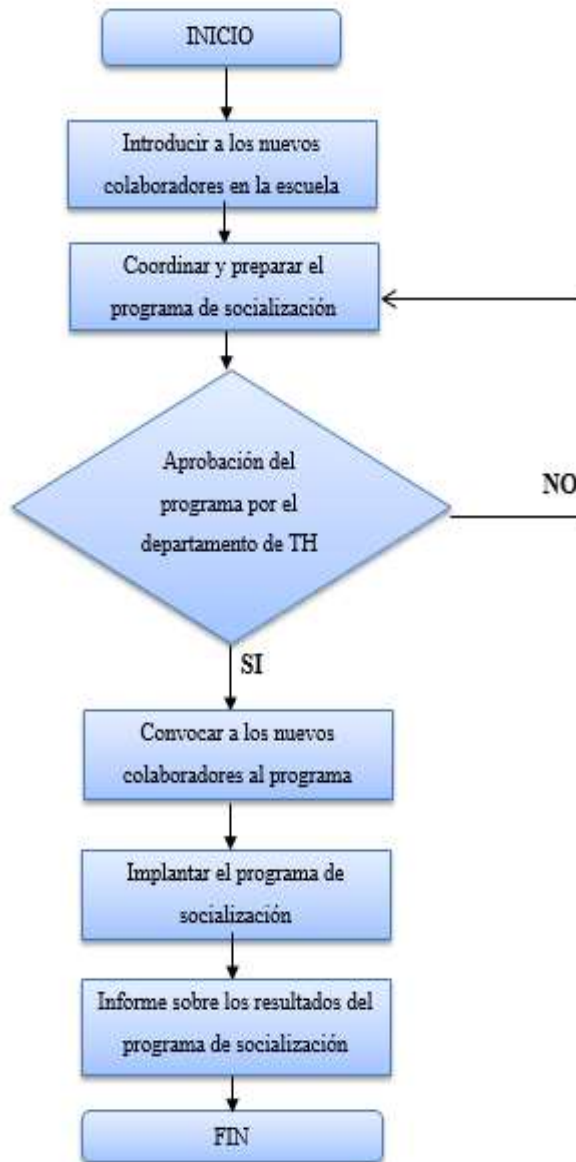 INICIO
Introducir a los nuevos
colaboradores en la escuela
Coordinar y preparar el
programa de socialización
Aprobación del
programa por el
departamento de TH
NO
SI
Convocar a los nuevos
colaboradores al programa
Implantar el programa de
socialización
Informe sobre los resultados del
programa de socialización
FIN